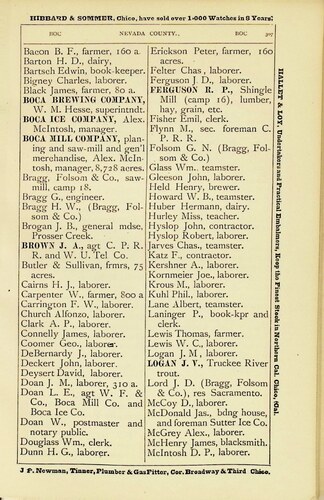 HIBBARD & SOMMER, Chico, have sold over 1,000 Watches in 8 Years!
BOC NEVADA COUNTY. BOC 307
Bacon B. F., farmer, 160 a.
Barton H. D., dairy,
Bartsch Edwin, book-keeper.
Bigney Charles, laborer.
Black James, farmer, 80 a.
BOCA BREWING COMPANY,
W. M. Hesse, superintndt.
BOCA ICE COMPANY, Alex.
McIntosh, manager.
BOCA MILL COMPANY, plan-
ing and saw-mill and gen'l
merchandise, Alex. McIn-
tosh, manager, 8,728 acres.
Bragg, Folsom & Co., saw-
mill, camp 18.
Bragg G., engineer.
Bragg H. W., (Bragg, Fol-
som & Co.)
Brogan J. B., general mdse,
Prosser Creek.
BROWN J. A., agt C. P. R.
R. and W. U. Tel Co.
Butler & Sullivan, frmrs, 75
acres.
Cairns H. J., laborer.
Carpenter W., farmer, 800 a
Carrington F. W., laborer.
Church Alfonzo, laborer.
Clark A. P., laborer.
Connelly James, laborer.
Coomer Geo., laborer.
DeBernardy J., laborer.
Deckert John, laborer.
Deysert David, laborer.
Doan J. M., laborer, 310 a.
Doan L. E., agt W. F. &
Co., Boca Mill Co. and
Boca Ice Co.
Doan W., postmaster and
notary public.
Douglass Wm., clerk.
Dunn H. G., laborer.
Erickson Peter, farmer, 160
acres.
Felter Chas, laborer.
Ferguson J. D., laborer.
FERGUSON R. P., Shingle
Mill (camp 16), lumber,
hay, grain, etc.
Fisher Emil, clerk.
Flynn M., sec. foreman C.
P. R. R.
Folsom G. N. (Bragg, Fol-
som & Co.)
Glass Wm., teamster.
Gleeson John, laborer.
Held Henry, brewer.
Howard W. B., teamster.
Huber Hermann, dairy.
Hurley Miss, teacher.
Hyslop John, contractor.
Hyslop Robert, laborer.
Jarves Chas., teamster.
Katz F., contractor.
Kershner A., laborer.
Kornmeier Joe., laborer.
Krous M., laborer.
Kuhl Phil., laborer.
Lane Albert, teamster.
Laninger P., book-kpr and
clerk.
Lewis Thomas, farmer.
Lewis W. C., laborer.
Logan J. M., laborer.
LOGAN J. V., Truckee River
trout.
Lord J. D. (Bragg, Folsom
& Co.), res Sacramento.
McCoy D., laborer.
McDonald Jas., bdng house,
and foreman Sutter Ice Co.
McGrey Alex., laborer.
McHenry James, blacksmith.
McIntosh D. P., laborer.
HALLET & LOY, Undertakers and Practical Embalmers, Keep the Finest Stock in Northern Cal. Chico, Cal.
J. P. Newman, Tinner, Plumber & Gas Fitter, Cor. Broadway & Third Chico.